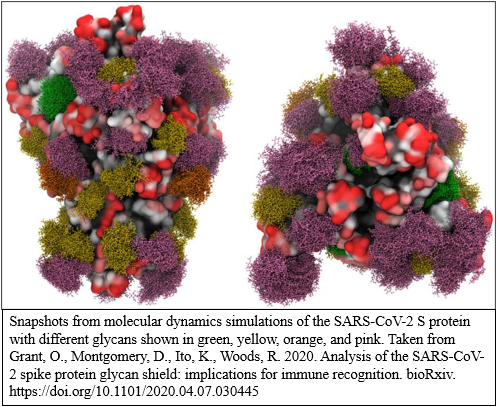 Snapshots from molecular dynamics simulations of the SARS-CoV-2 S protein
with different glycans shown in green, yellow, orange, and pink. Taken from
Grant, O., Montgomery, D., Ito, K., Woods, R. 2020. Analysis of the SARS-CoV-
2 spike protein glycan shield: implications for immune recognition. bioRxiv.
https://doi.org/10.1101/2020.04.07.030445